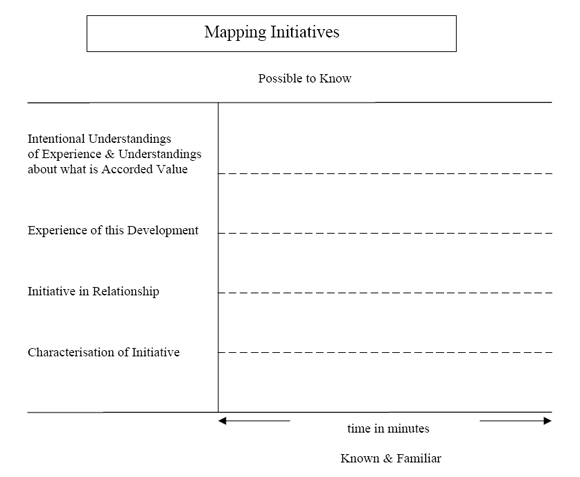 Mapping Initiatives
Possible to Know
Intentional Understandings
of Experience & Understandings
about what is Accorded Value
Experience of this Development
Initiative in Relationship
Characterisation of Initiative
time in minutes
Known & Familiar